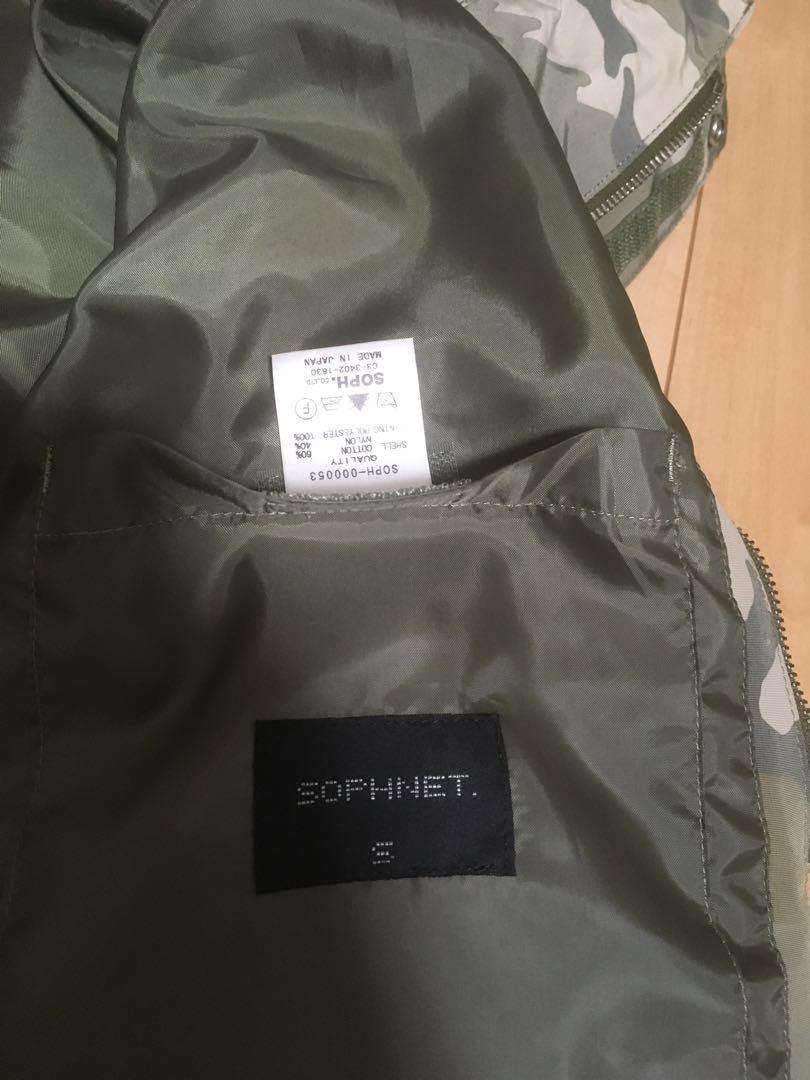 SOPH-000053
QUALITY
SHELL COTTON 60%
NYLON 40%
NING POLYESTER 100%
F
SOPH.CO.,LTD
03-3402-1830
MADE IN JAPAN
SOPHNET.